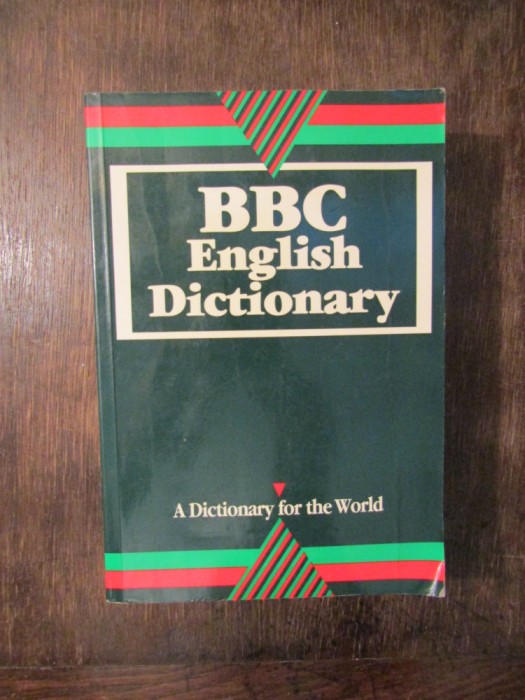 BBC
English
Dictionary
A Dictionary for the World